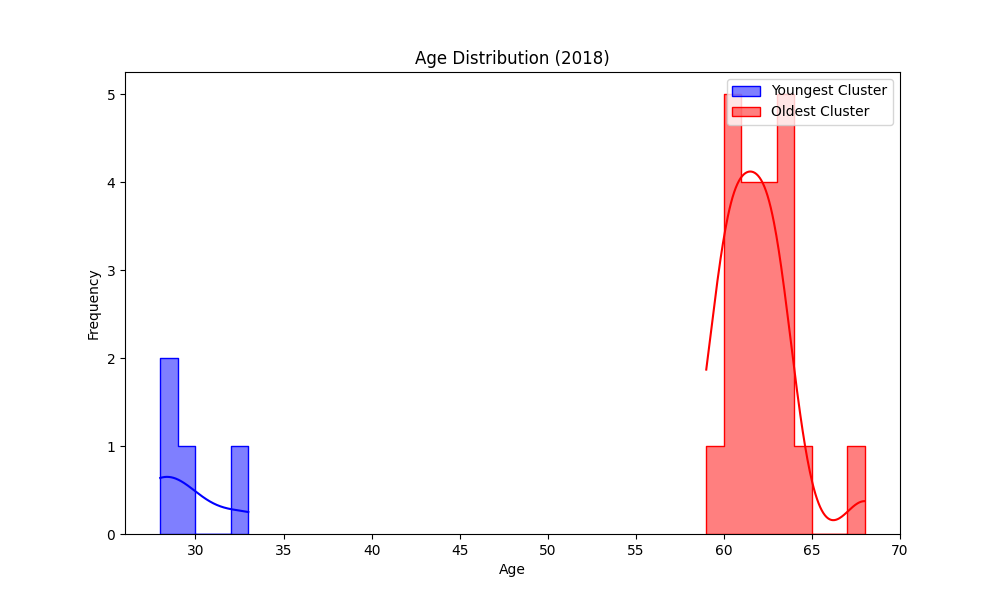 Age Distribution (2018)
Youngest Cluster
Oldest Cluster
Frequency
5
4
3
2
1
0
30 35 40 45 50 55 60 65 70
Age